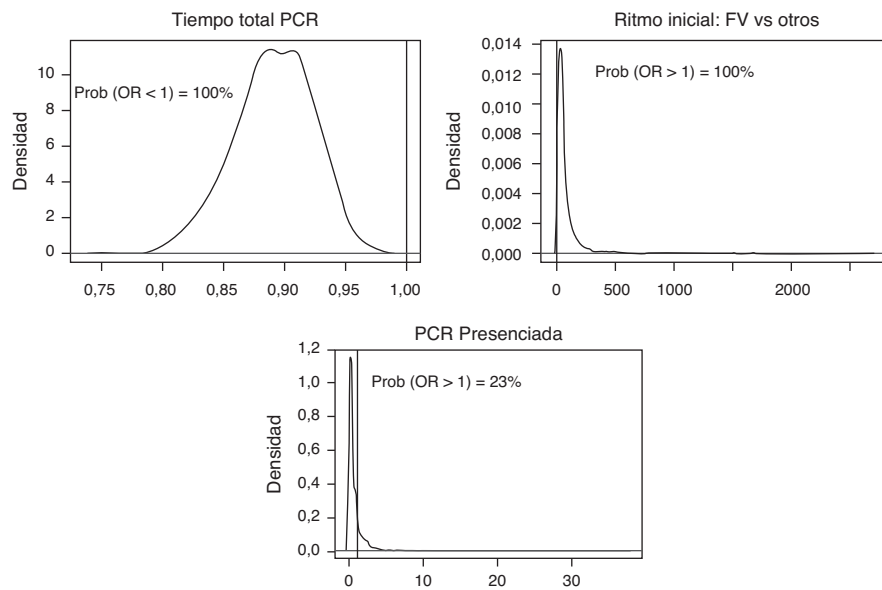 Tiempo total PCR
Densidad
10
8
6
4
2
0
Prob (OR < 1) = 100%
0,75 0,80 0,85 0,90 0,95 1,00
Ritmo inicial: FV vs otros
Densidad
0,014
0,012
0,010
0,008
0,006
0,004
0,002
0,000
Prob (OR > 1) = 100%
0 500 1000 2000
PCR Presenciada
Densidad
1,2
1,0
0,8
0,6
0,4
0,2
0,0
Prob (OR > 1) = 23%
0 10 20 30